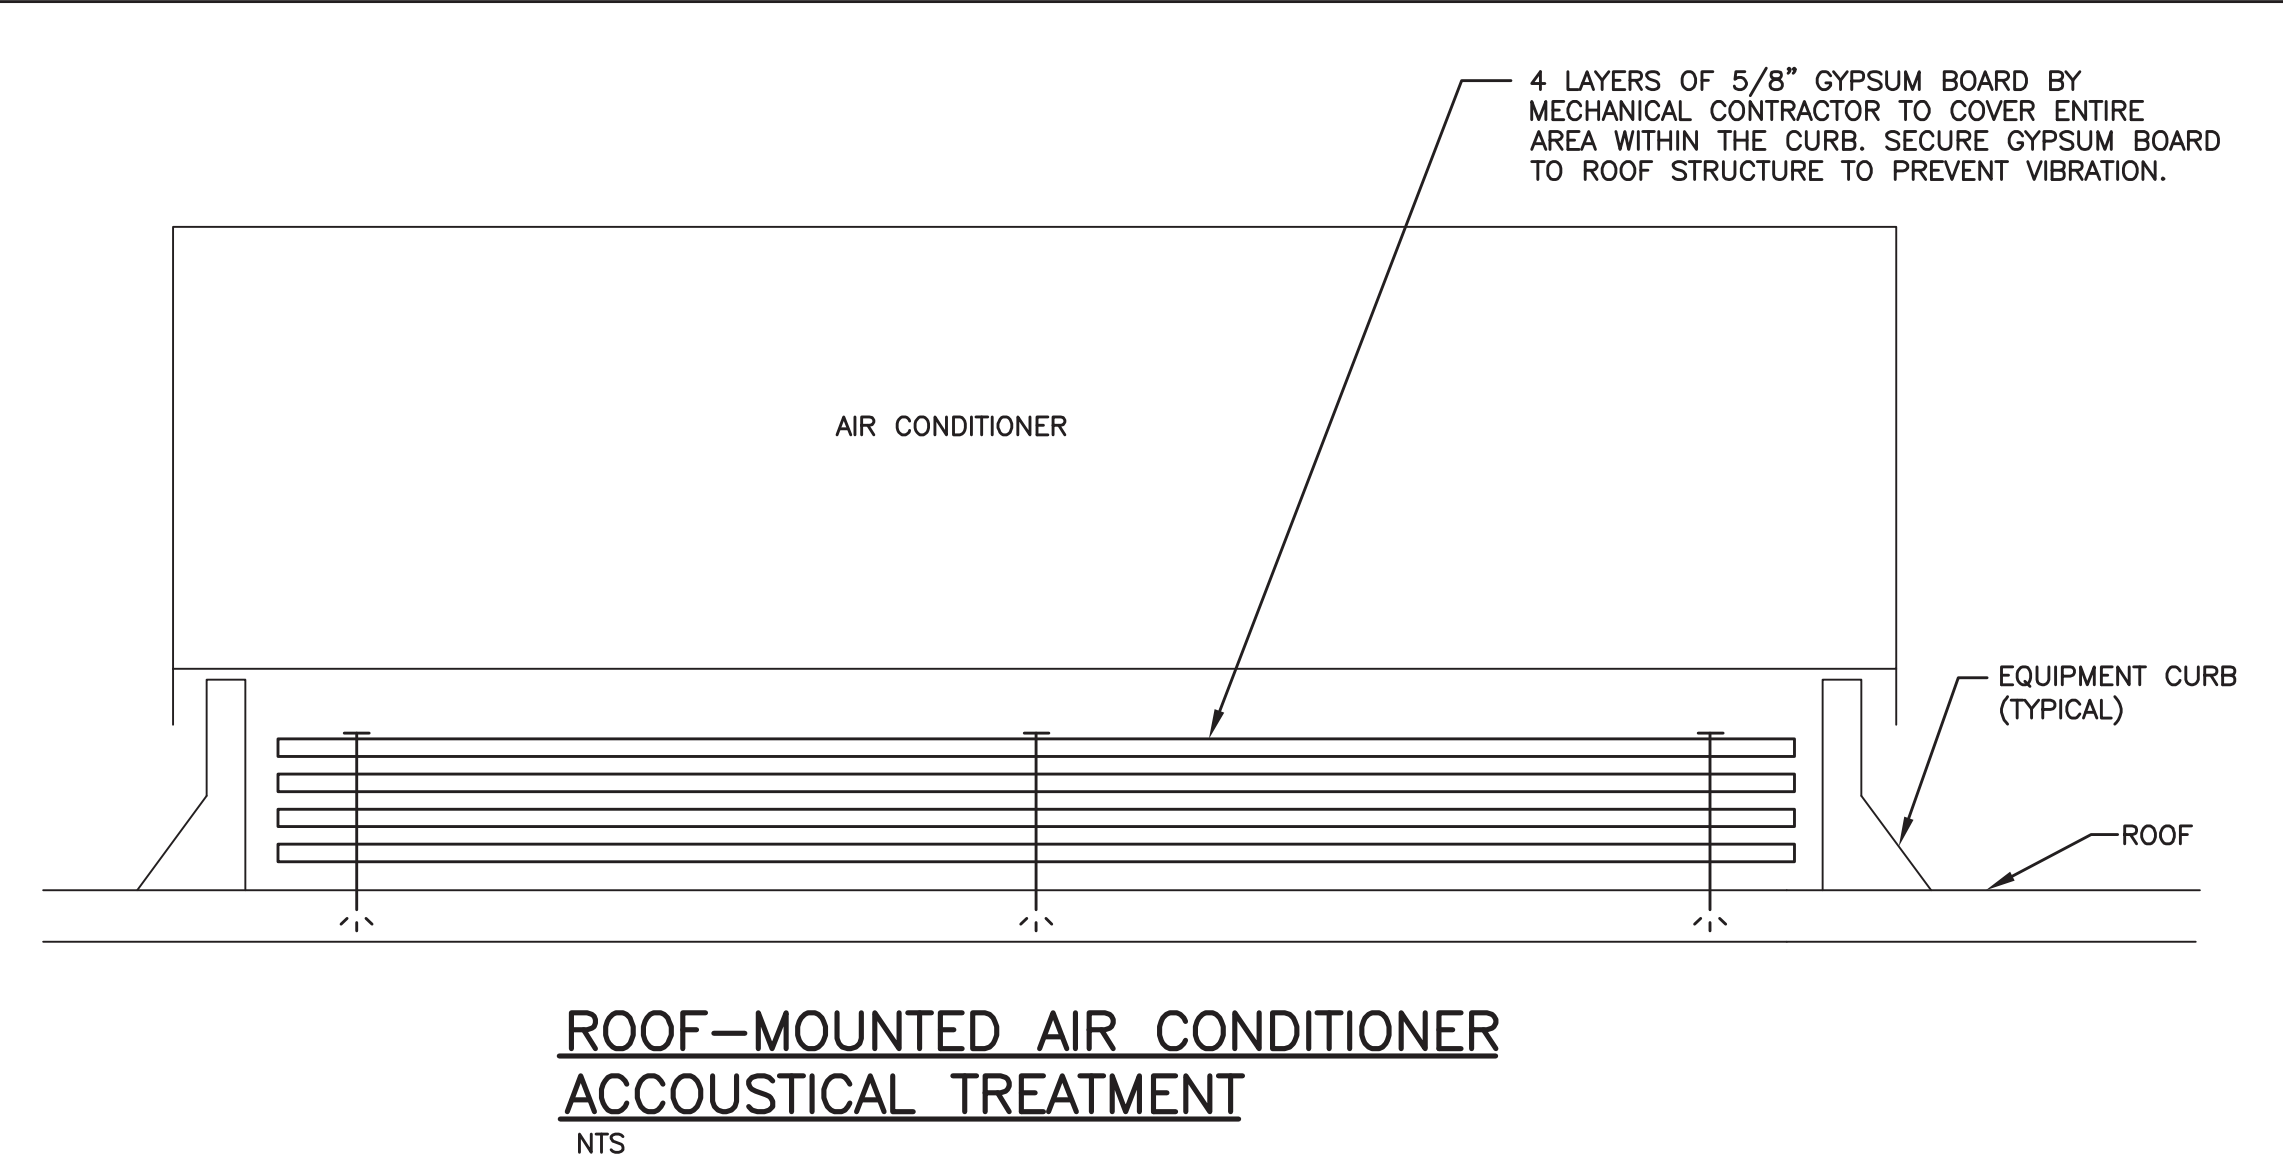 4 LAYERS OF 5/8” GYPSUM BOARD BY
MECHANICAL CONTRACTOR TO COVER ENTIRE
AREA WITHIN THE CURB. SECURE GYPSUM BOARD
TO ROOF STRUCTURE TO PREVENT VIBRATION.
AIR CONDITIONER
EQUIPMENT CURB
(TYPICAL)
ROOF
ROOF-MOUNTED AIR CONDITIONER
ACCOUSTICAL TREATMENT
NTS